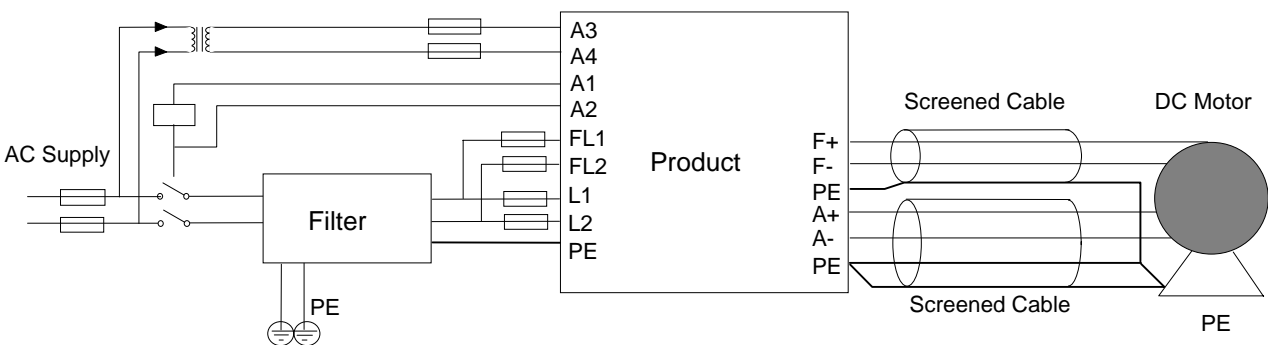 A3
A4
A1
A2
FL1
FL2
L1
L2
PE
AC Supply
Filter
PE
Product
F+
F-
PE
A+
A-
PE
Screened Cable
DC Motor
Screened Cable
PE